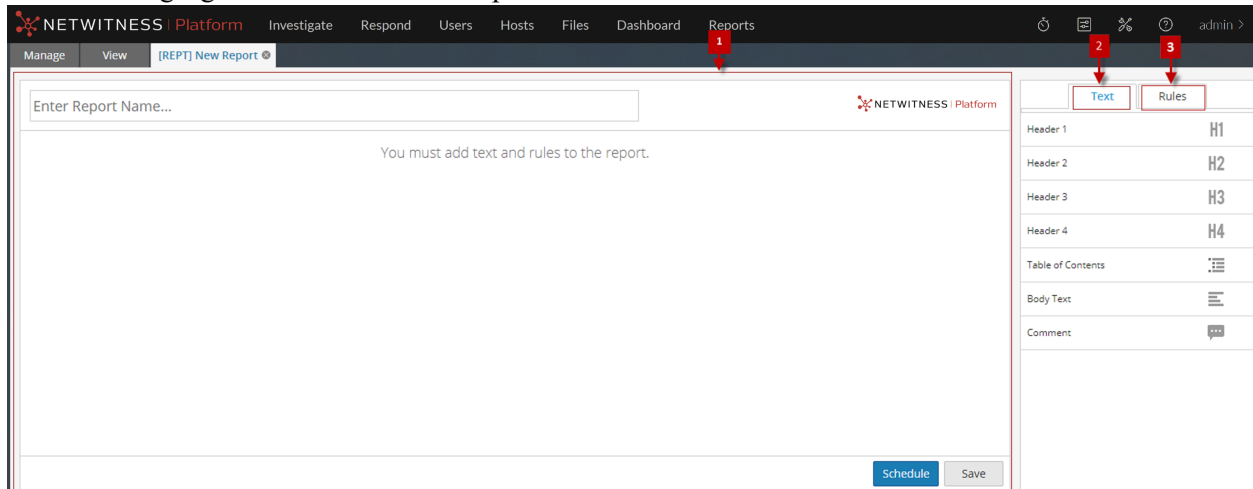 NETWITNESS | Platform Investigate Respond Users Hosts Files Dashboard Reports admin >
1
2
3
Manage View [REPT] New Report
Enter Report Name...
NETWITNESS | Platform
Text Rules
You must add text and rules to the report.
Header 1 H1
Header 2 H2
Header 3 H3
Header 4 H4
Table of Contents
Body Text
Comment
Schedule Save